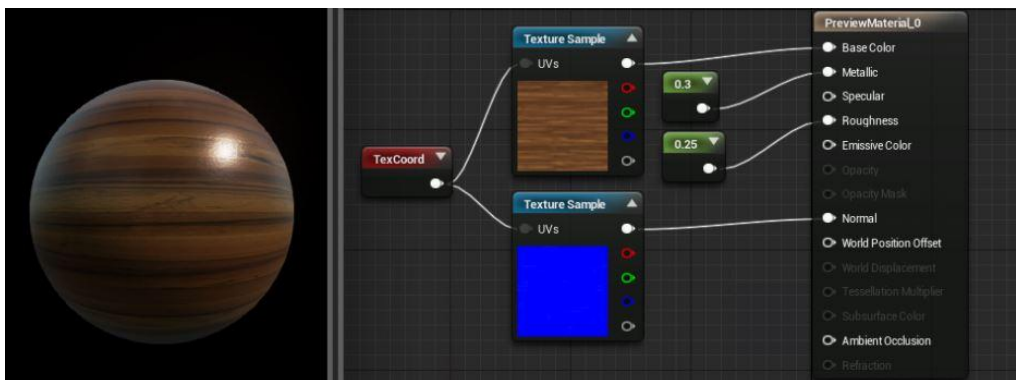 TexCoord
Texture Sample
UVs
Texture Sample
UVs
0.3
0.25
PreviewMaterial_0
Base Color
Metallic
Specular
Roughness
Emissive Color
Opacity
Opacity Mask
Normal
World Position Offset
World Displacement
Tessellation Multiplier
Subsurface Color
Ambient Occlusion
Refraction